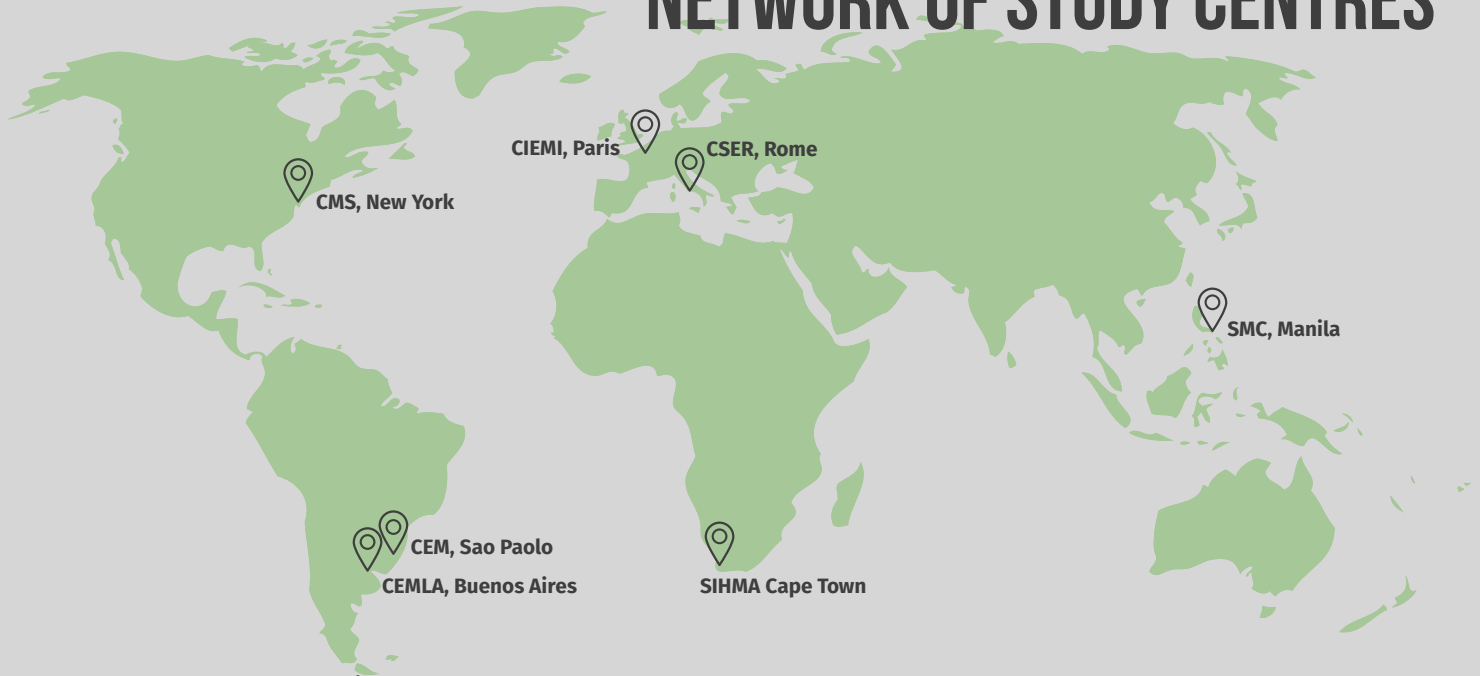 NETWORK OF STUDY CENTRES
CIEMI, Paris
CSER, Rome
CMS, New York
SMC, Manila
CEM, Sao Paolo
CEMLA, Buenos Aires
SIHMA Cape Town